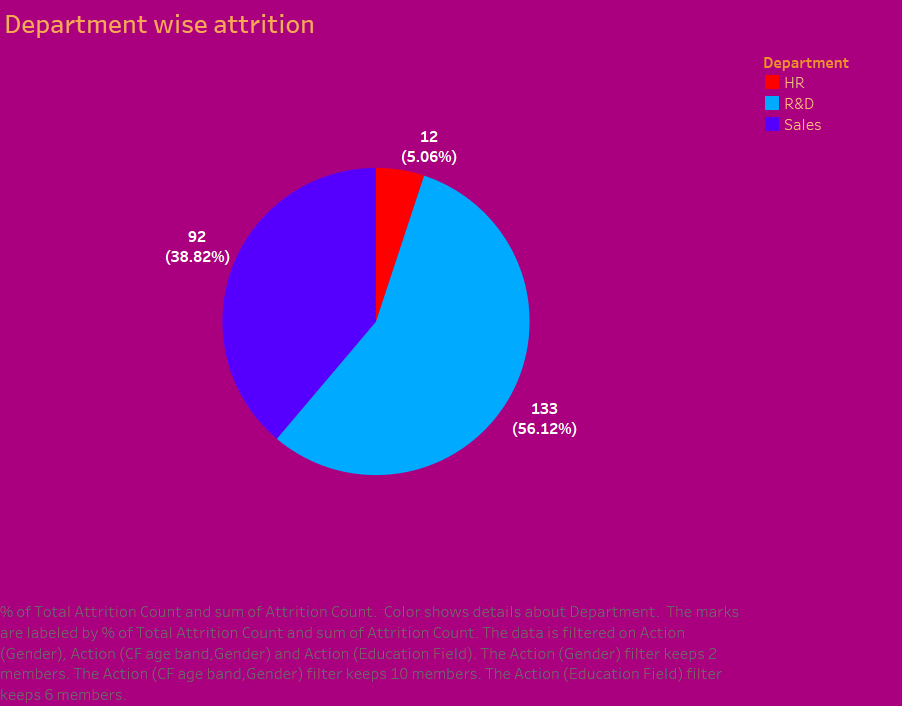 Department wise attrition
Department
HR
R&D
Sales
12
(5.06%)
92
(38.82%)
133
(56.12%)
% of Total Attrition Count and sum of Attrition Count.  Color shows details about Department.  The marks
are labeled by % of Total Attrition Count and sum of Attrition Count. The data is filtered on Action
(Gender), Action (CF age band,Gender) and Action (Education Field). The Action (Gender) filter keeps 2
members. The Action (CF age band,Gender) filter keeps 10 members. The Action (Education Field) filter
keeps 6 members.